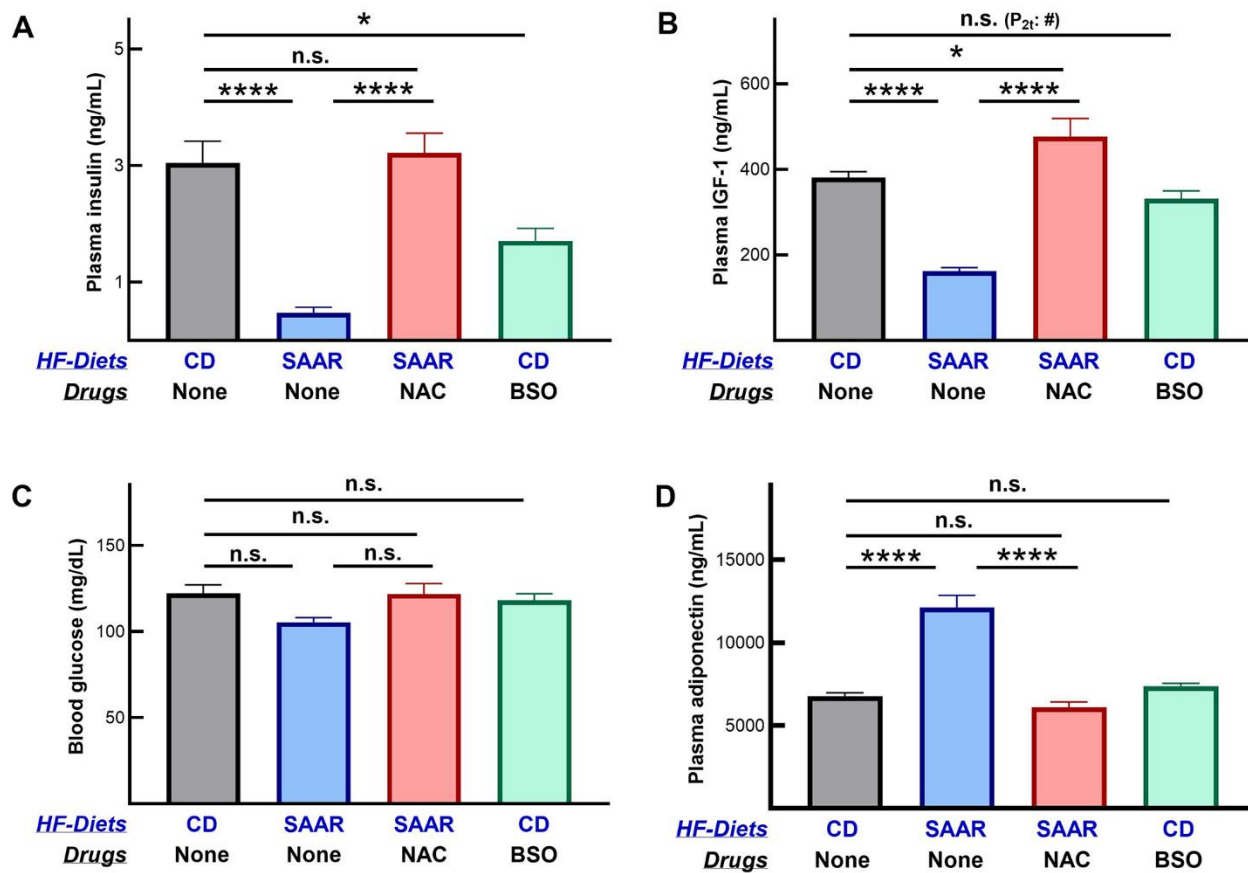 A
Plasma insulin (ng/mL)
5
3
1
*
n.s.
**** ****
HF-Diets CD SAAR SAAR CD
Drugs None None NAC BSO
B
Plasma IGF-1 (ng/mL)
600
400
200
n.s. (P2t: #)
*
**** ****
HF-Diets CD SAAR SAAR CD
Drugs None None NAC BSO
C
Blood glucose (mg/dL)
150
100
50
n.s.
n.s.
n.s. n.s.
HF-Diets CD SAAR SAAR CD
Drugs None None NAC BSO
D
Plasma adiponectin (ng/mL)
15000
10000
5000
n.s.
n.s.
**** ****
HF-Diets CD SAAR SAAR CD
Drugs None None NAC BSO